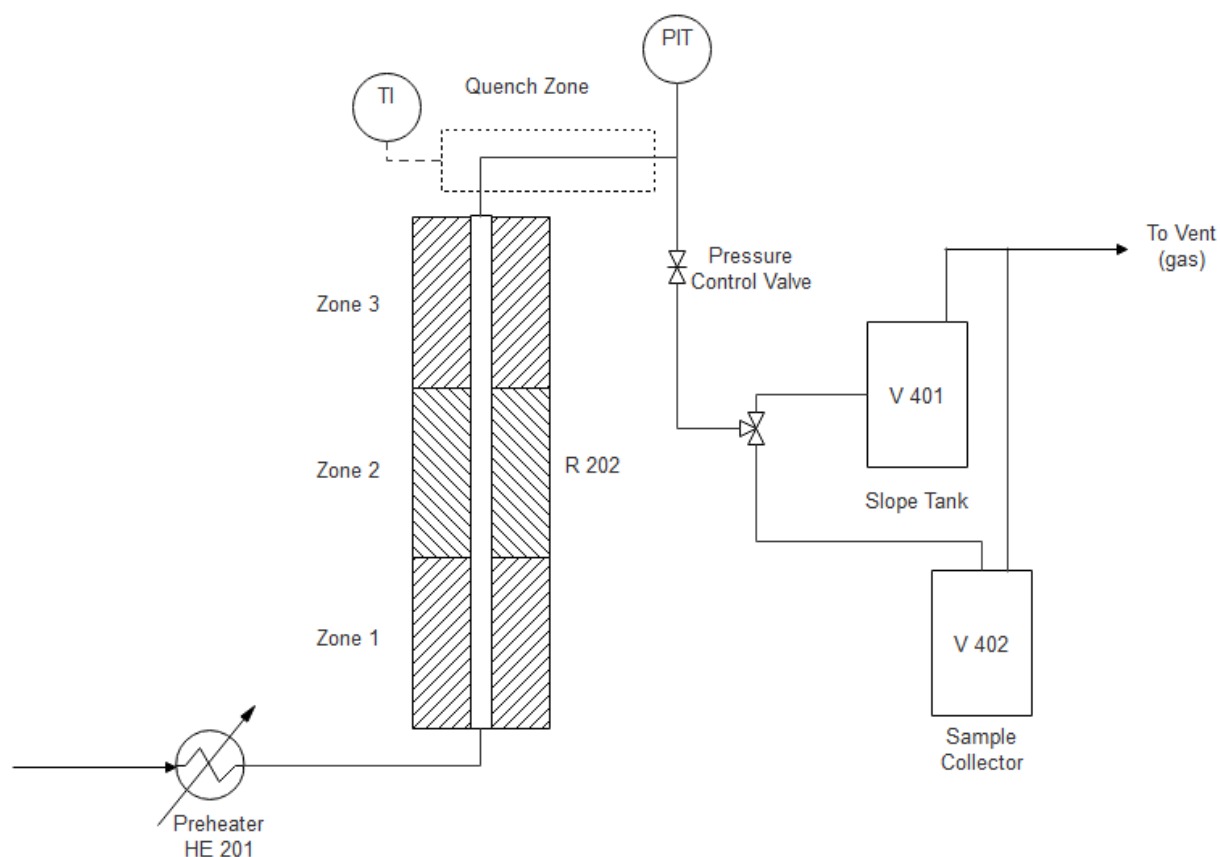 PIT
TI
Quench Zone
Pressure
Control Valve
To Vent
(gas)
Zone 3
V 401
Zone 2
R 202
Slope Tank
Zone 1
V 402
Sample
Collector
Preheater
HE 201